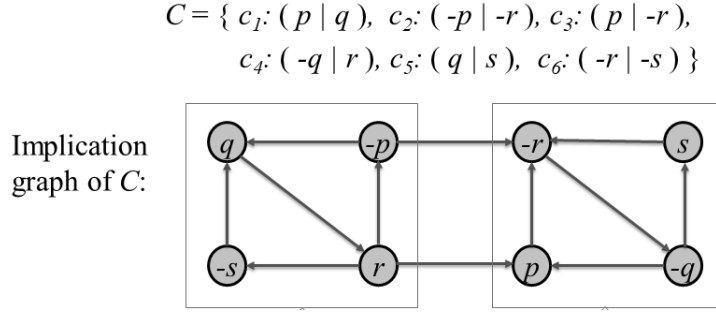 C = { c1: ( p | q ), c2: ( -p | -r ), c3: ( p | -r ),
c4: ( -q | r ), c5: ( q | s ), c6: ( -r | -s ) }
Implication
graph of C:
q -p -r s
-s r p -q